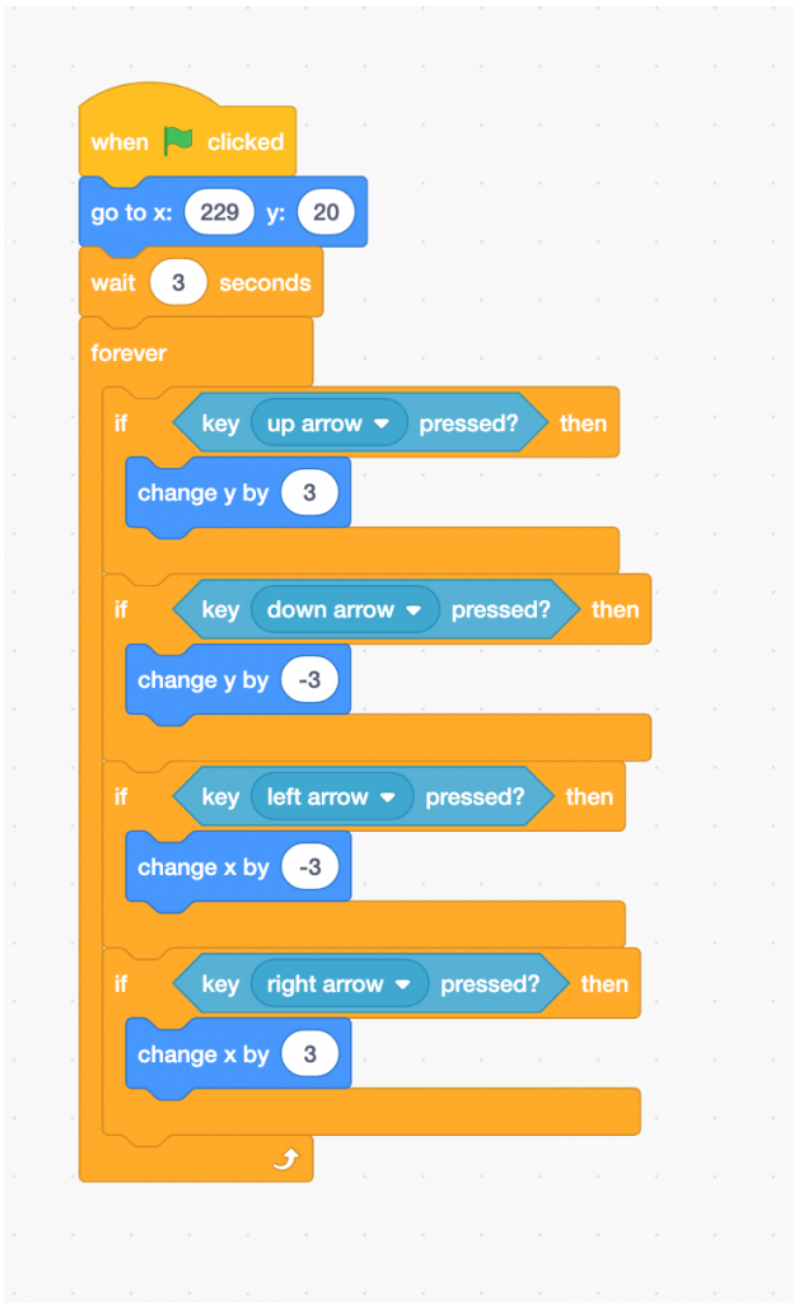 when clicked
go to x: 229 y: 20
wait 3 seconds
forever
if key up arrow pressed? then
change y by 3
if key down arrow pressed? then
change y by -3
if key left arrow pressed? then
change x by -3
if key right arrow pressed? then
change x by 3